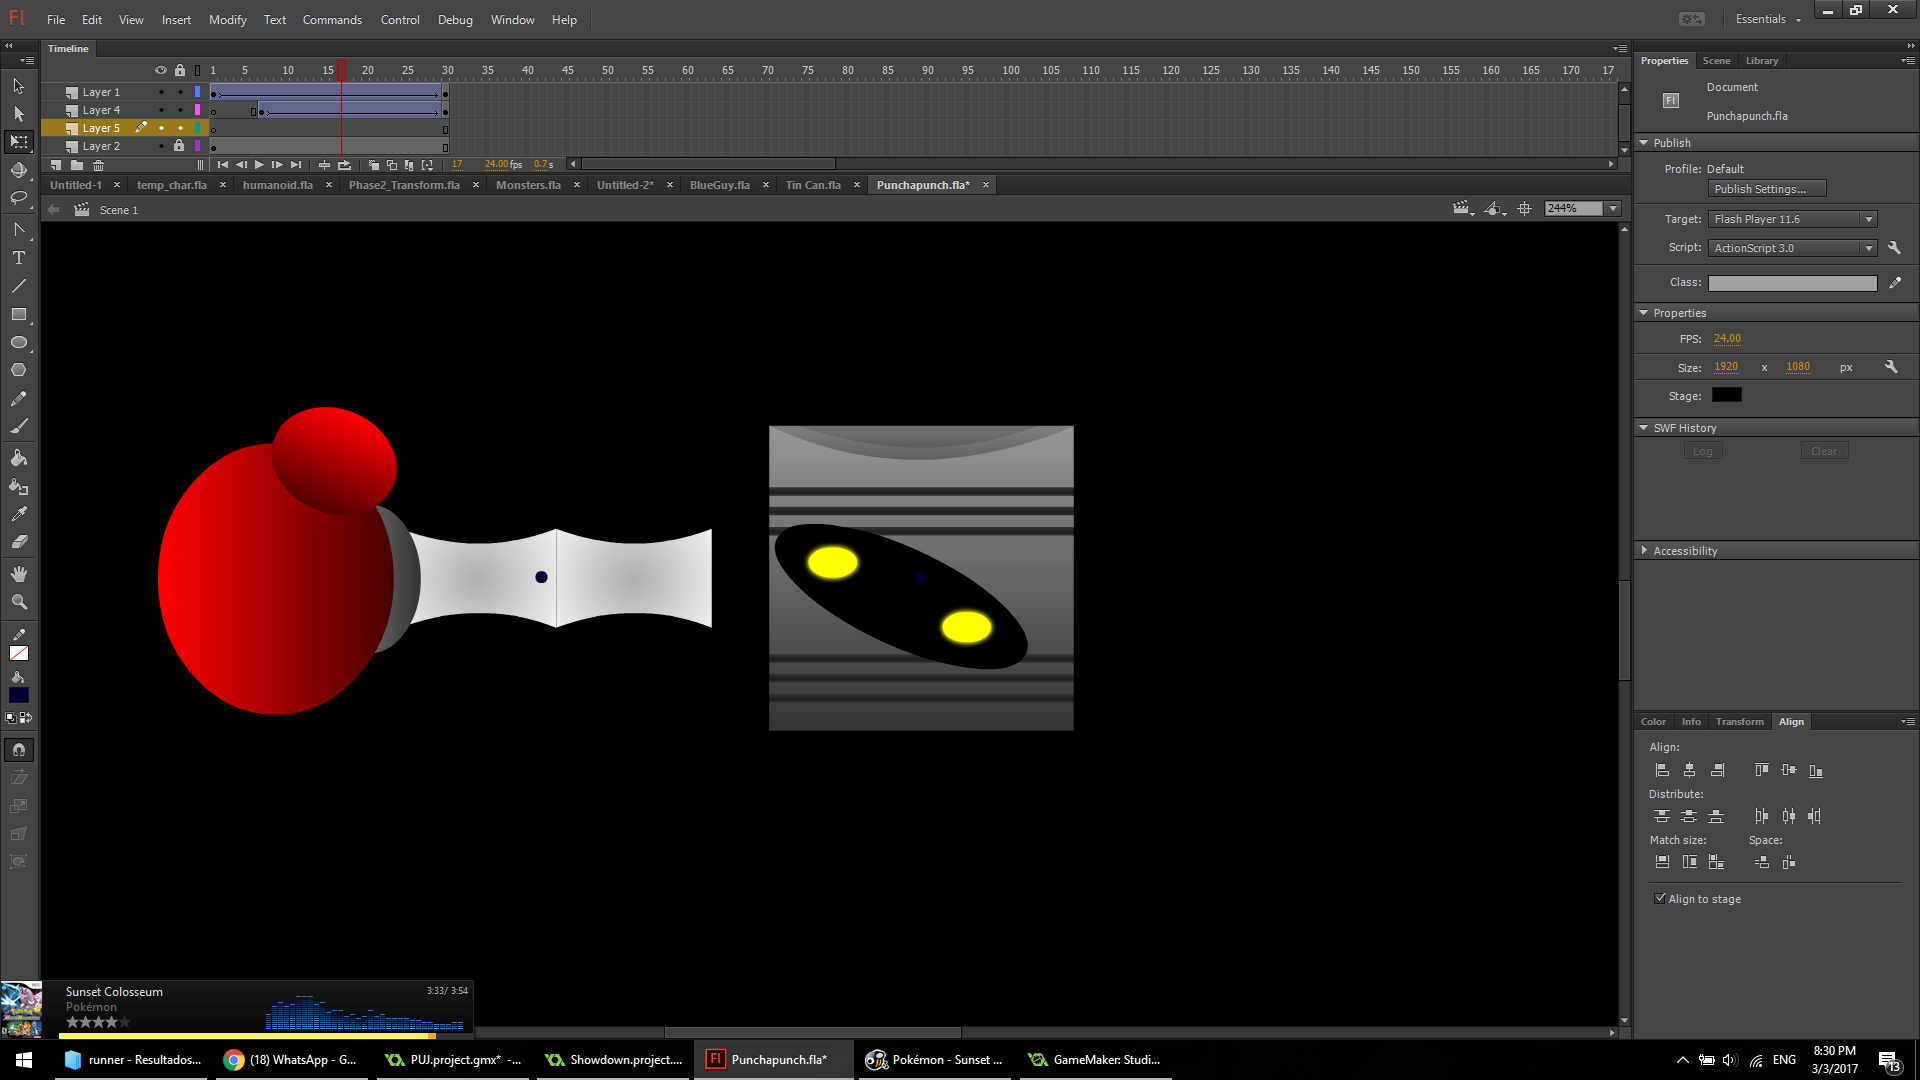 Fl File Edit View Insert Modify Text Commands Control Debug Window Help Essentials
Timeline
1 5 10 15 20 25 30 35 40 45 50 55 60 65 70 75 80 85 90 95 100 105 110 115 120 125 130 135 140 145 150 155 160 165 170 17
Layer 1
Layer 4
Layer 5
Layer 2
17 24.00 fps 0.7 s
Untitled-1 temp_char.fla humanoid.fla Phase2_Transform.fla Monsters.fla Untitled-2* BlueGuy.fla Tin Can.fla Punchapunch.fla*
Scene 1 244%
Properties Scene Library
Document
Fl
Punchapunch.fla
Publish
Profile: Default
Publish Settings...
Target: Flash Player 11.6
Script: ActionScript 3.0
Class:
Properties
FPS: 24.00
Size: 1920 x 1080 px
Stage:
SWF History
Log Clear
Accessibility
Color Info Transform Align
Align:
Distribute:
Match size: Space:
Align to stage
Sunset Colosseum 3:33/ 3:54
Pokémon
runner - Resultados... (18) WhatsApp - G... PUJ.project.gmx* -... Showdown.project.... Fl Punchapunch.fla* Pokémon - Sunset ... GameMaker: Studi... ENG
8:30 PM
3/3/2017
13